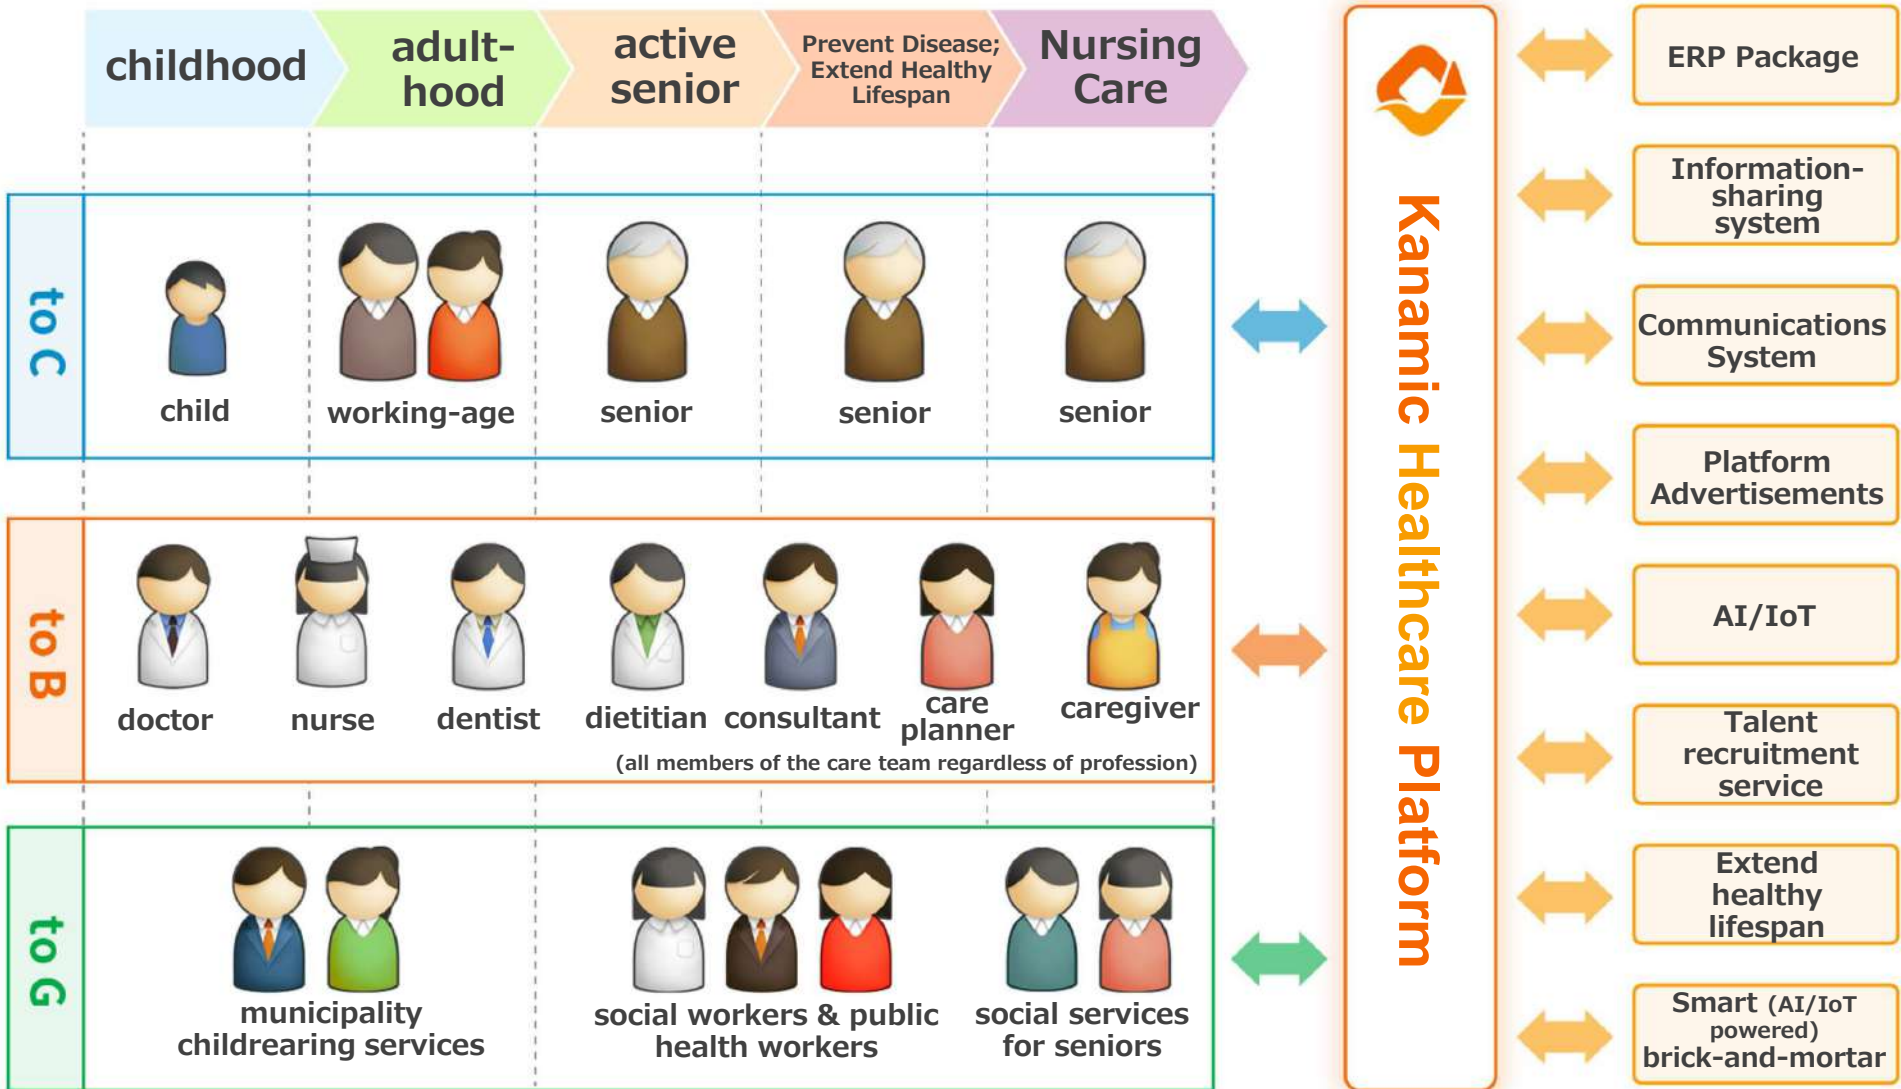 childhood
adult-
hood
active
senior
Prevent Disease;
Extend Healthy
Lifespan
Nursing
Care
to C
child
working-age
senior
senior
senior
to B
doctor
nurse
dentist
dietitian
consultant
care
planner
caregiver
(all members of the care team regardless of profession)
to G
municipality
childrearing services
social workers & public
health workers
social services
for seniors
Kanamic Healthcare Platform
ERP Package
Information-
sharing
system
Communications
System
Platform
Advertisements
AI/IoT
Talent
recruitment
service
Extend
healthy
lifespan
Smart (AI/IoT
powered)
brick-and-mortar